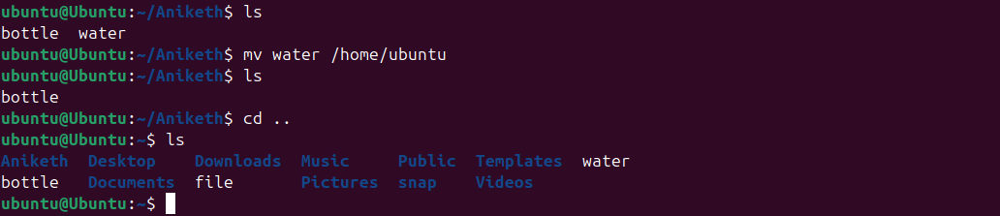 ubuntu@Ubuntu:~/Aniketh$ ls
bottle  water
ubuntu@Ubuntu:~/Aniketh$ mv water /home/ubuntu
ubuntu@Ubuntu:~/Aniketh$ ls
bottle
ubuntu@Ubuntu:~/Aniketh$ cd ..
ubuntu@Ubuntu:~$ ls
Aniketh  Desktop    Downloads  Music     Public  Templates  water
bottle   Documents  file       Pictures  snap    Videos
ubuntu@Ubuntu:~$